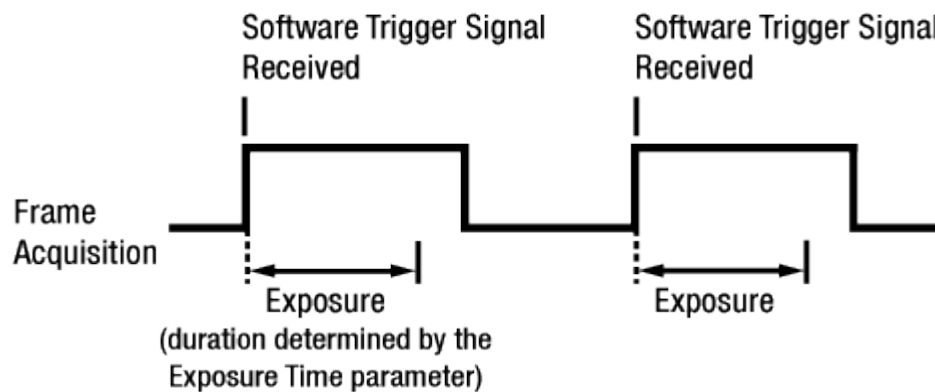 Software Trigger Signal
Received
Software Trigger Signal
Received
Frame
Acquisition
Exposure
(duration determined by the
Exposure Time parameter)
Exposure